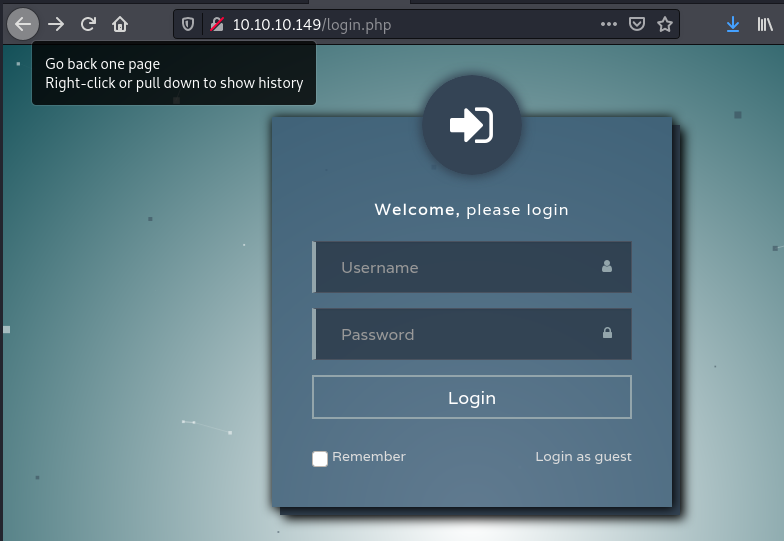 10.10.10.149/login.php
Go back one page
Right-click or pull down to show history
Welcome, please login
Username
Password
Login
Remember
Login as guest